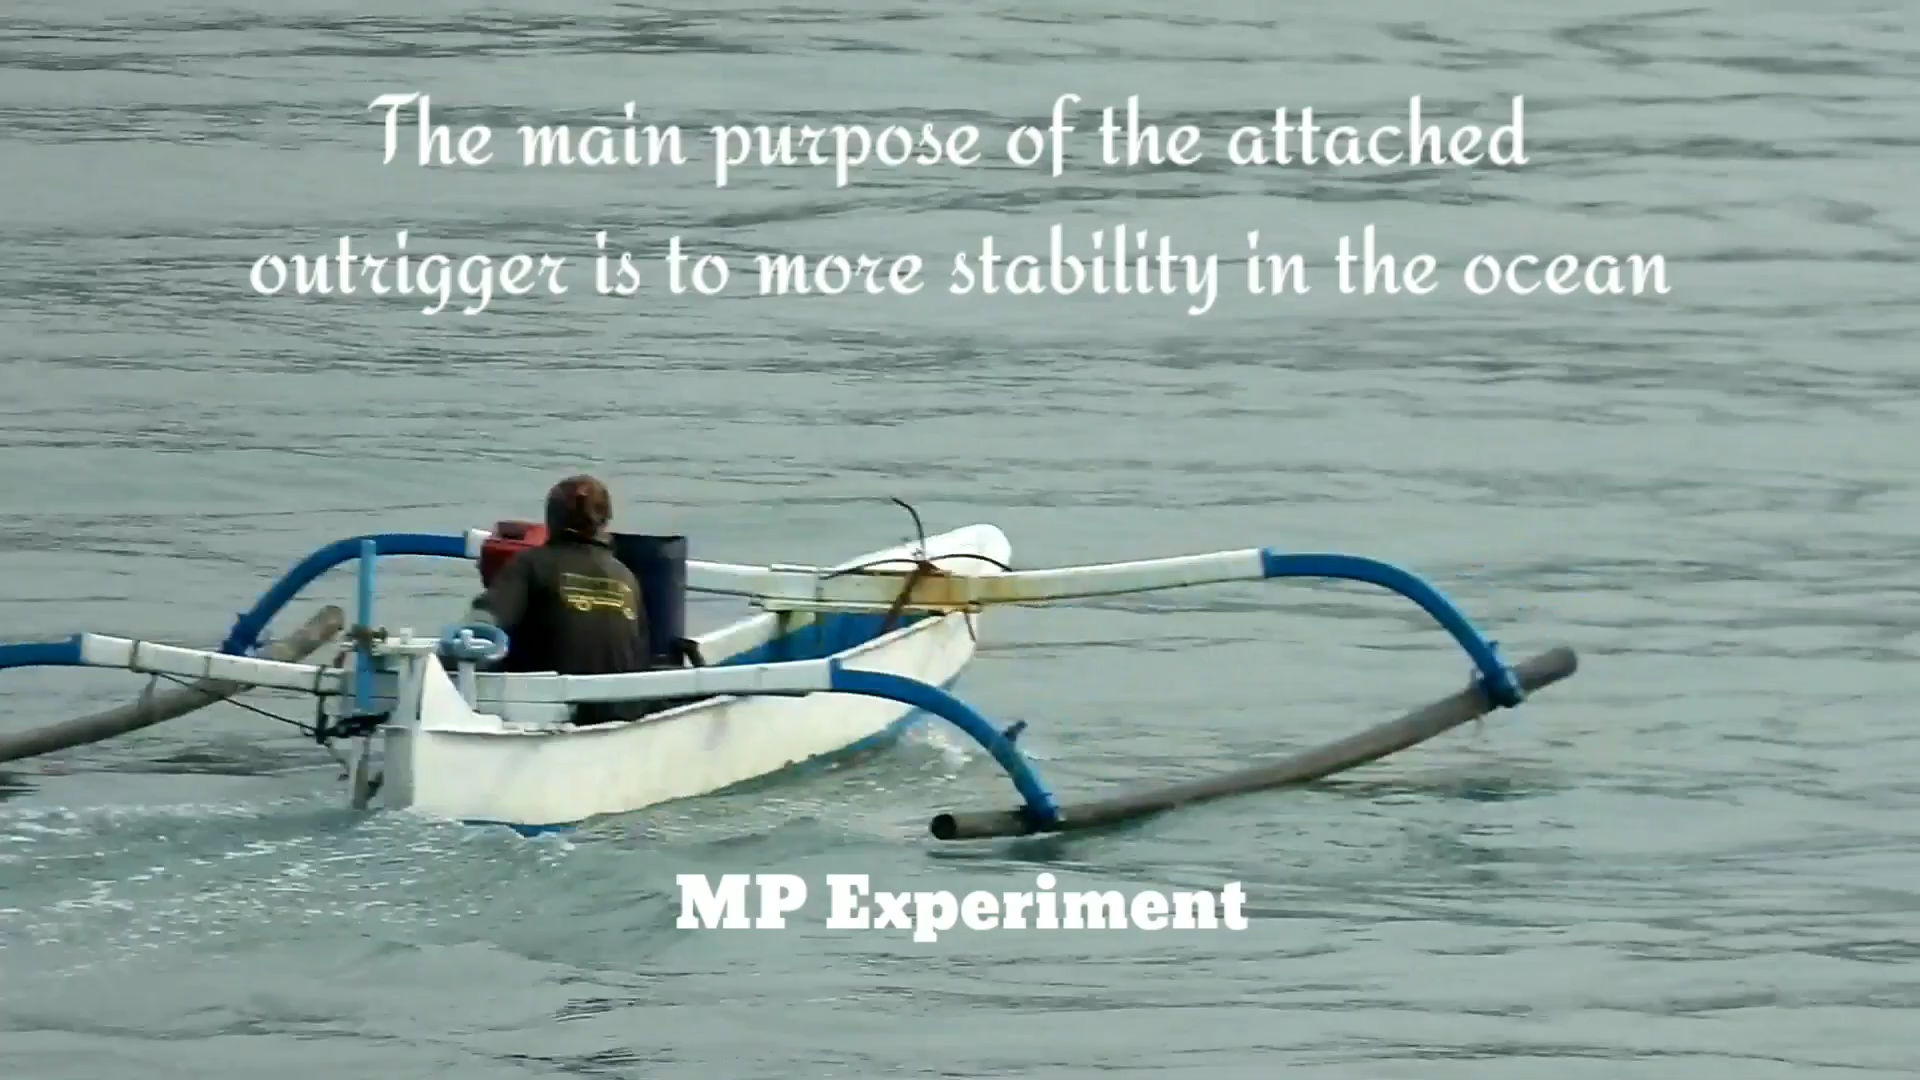 The main purpose of the attached
outrigger is to more stability in the ocean
MP Experiment